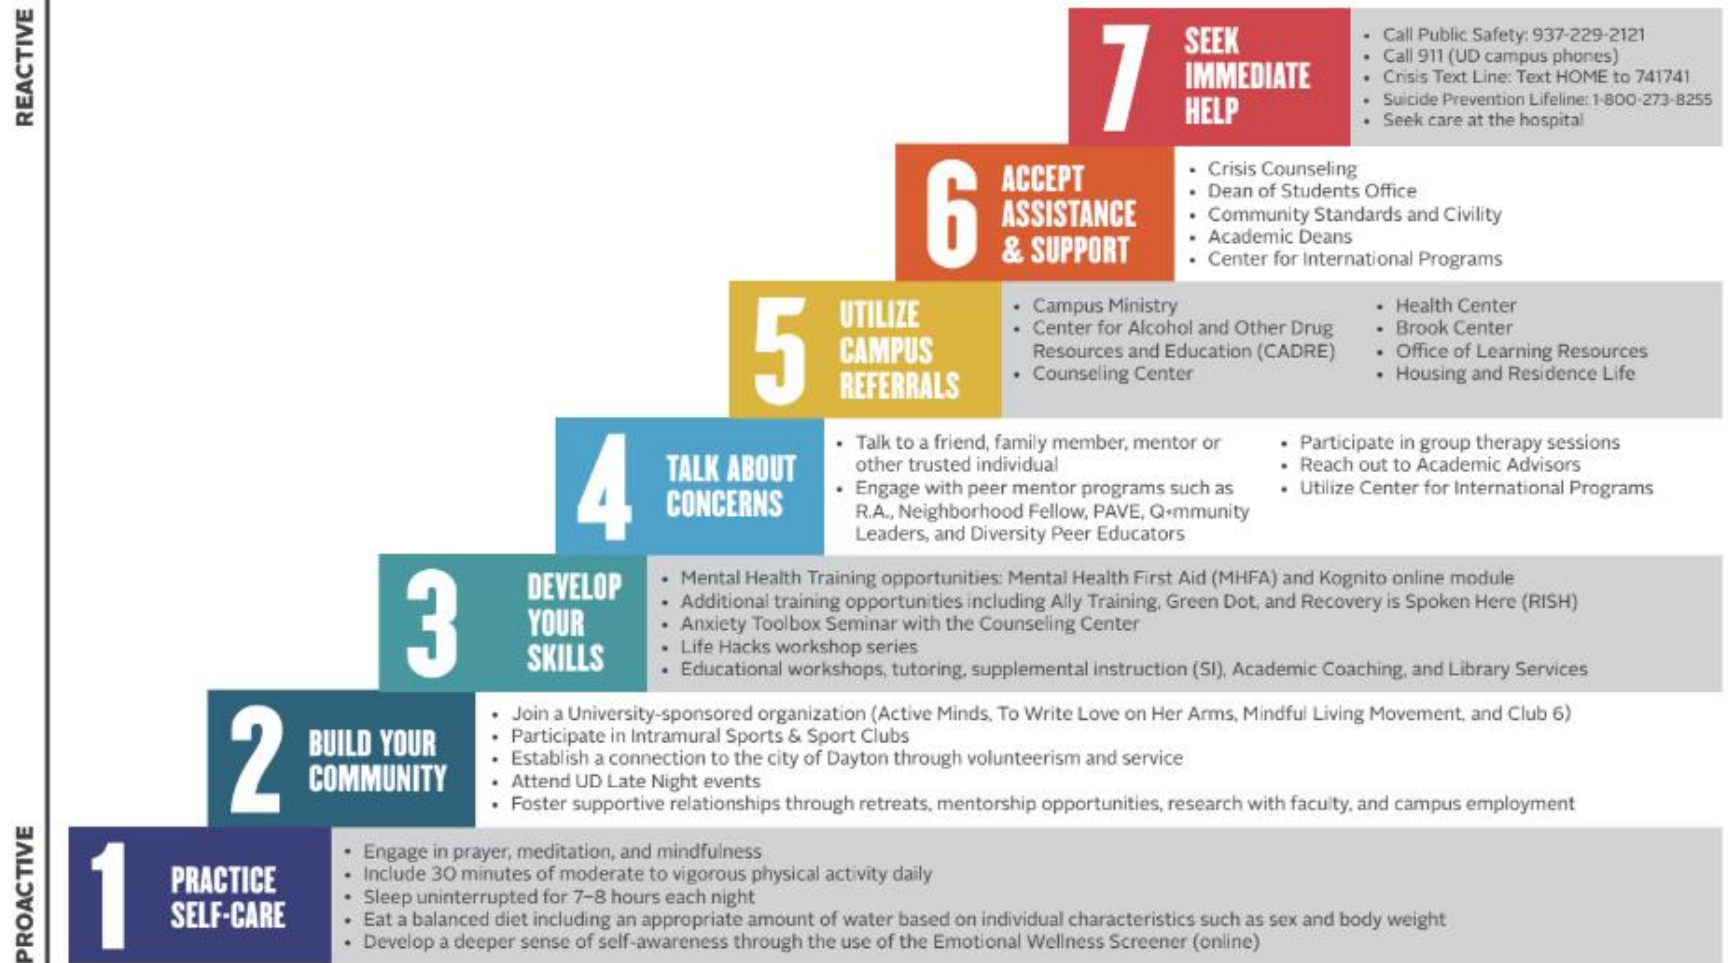 REACTIVE
7
SEEK
IMMEDIATE
HELP
• Call Public Safety: 937-229-2121
• Call 911 (UD campus phones)
• Crisis Text Line: Text HOME to 741741
• Suicide Prevention Lifeline: 1-800-273-8255
• Seek care at the hospital
6
ACCEPT
ASSISTANCE
& SUPPORT
• Crisis Counseling
• Dean of Students Office
• Community Standards and Civility
• Academic Deans
• Center for International Programs
5
UTILIZE
CAMPUS
REFERRALS
• Campus Ministry
• Center for Alcohol and Other Drug
Resources and Education (CADRE)
• Counseling Center
• Health Center
• Brook Center
• Office of Learning Resources
• Housing and Residence Life
4
TALK ABOUT
CONCERNS
• Talk to a friend, family member, mentor or
other trusted individual
• Engage with peer mentor programs such as
R.A., Neighborhood Fellow, PAVE, Q+mmunity
Leaders, and Diversity Peer Educators
• Participate in group therapy sessions
• Reach out to Academic Advisors
• Utilize Center for International Programs
3
DEVELOP
YOUR
SKILLS
• Mental Health Training opportunities: Mental Health First Aid (MHFA) and Kognito online module
• Additional training opportunities including Ally Training, Green Dot, and Recovery is Spoken Here (RISH)
• Anxiety Toolbox Seminar with the Counseling Center
• Life Hacks workshop series
• Educational workshops, tutoring, supplemental instruction (SI), Academic Coaching, and Library Services
2
BUILD YOUR
COMMUNITY
• Join a University-sponsored organization (Active Minds, To Write Love on Her Arms, Mindful Living Movement, and Club 6)
• Participate in Intramural Sports & Sport Clubs
• Establish a connection to the city of Dayton through volunteerism and service
• Attend UD Late Night events
• Foster supportive relationships through retreats, mentorship opportunities, research with faculty, and campus employment
PROACTIVE
1
PRACTICE
SELF-CARE
• Engage in prayer, meditation, and mindfulness
• Include 30 minutes of moderate to vigorous physical activity daily
• Sleep uninterrupted for 7–8 hours each night
• Eat a balanced diet including an appropriate amount of water based on individual characteristics such as sex and body weight
• Develop a deeper sense of self-awareness through the use of the Emotional Wellness Screener (online)